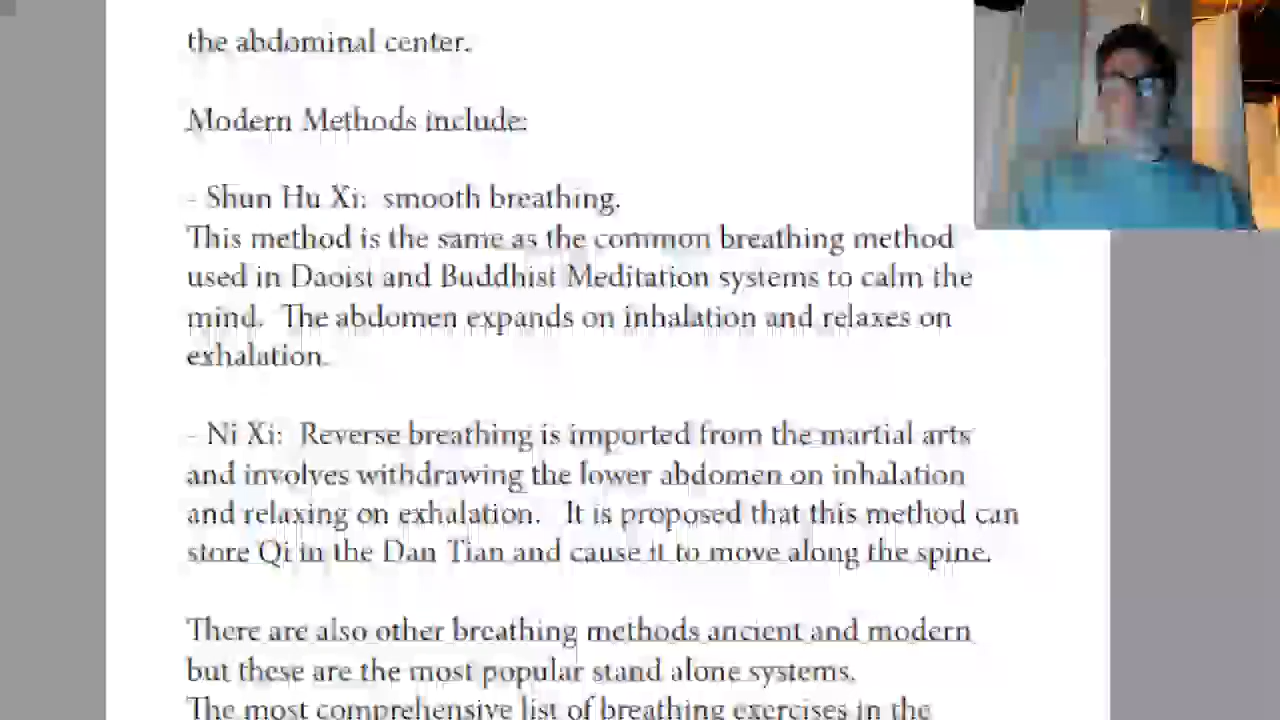 the abdominal center.
Modern Methods include:
- Shun Hu Xi: smooth breathing.
This method is the same as the common breathing method
used in Daoist and Buddhist Meditation systems to calm the
mind. The abdomen expands on inhalation and relaxes on
exhalation.
- Ni Xi: Reverse breathing is imported from the martial arts
and involves withdrawing the lower abdomen on inhalation
and relaxing on exhalation. It is proposed that this method can
store Qi in the Dan Tian and cause it to move along the spine.
There are also other breathing methods ancient and modern
but these are the most popular stand alone systems.
The most comprehensive list of breathing exercises in the